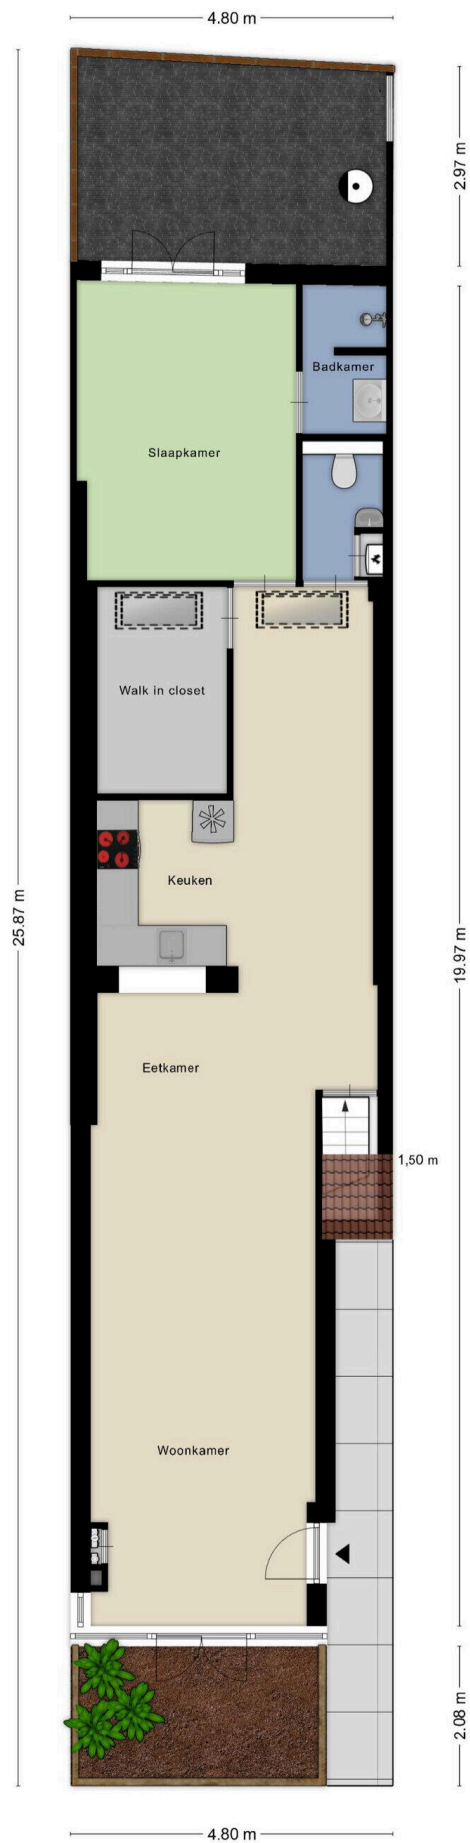 4.80 m
2.97 m
Badkamer
Slaapkamer
Walk in closet
Keuken
25.87 m
19.97 m
Eetkamer
1,50 m
Woonkamer
2.08 m
4.80 m